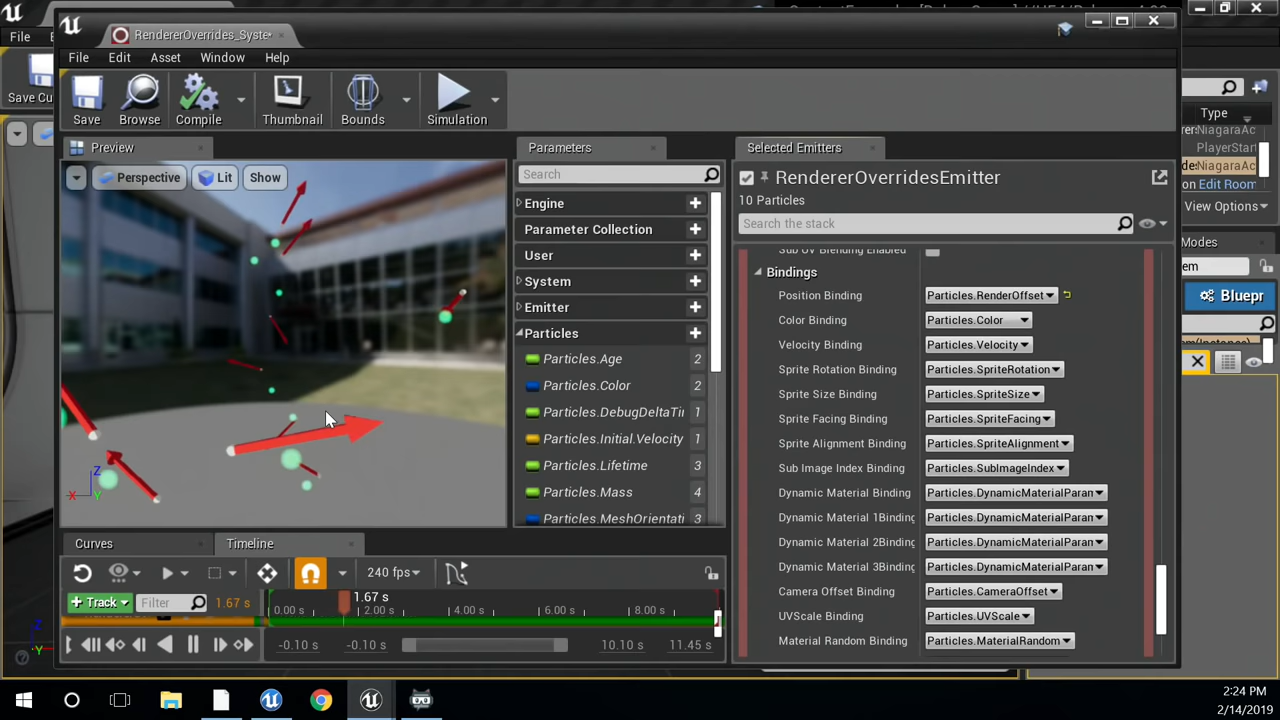 RendererOverrides_Syste*
File
File Edit Asset Window Help
Save Cu
Save Browse Compile Thumbnail Bounds Simulation
Type
NiagaraAc
PlayerStart
NiagaraAc
Edit Room
View Options
Modes
Bluepr
Preview
Perspective Lit Show
Z
X Y
Parameters
Search
Engine
Parameter Collection
User
System
Emitter
Particles
Particles.Age 2
Particles.Color 2
Particles.DebugDeltaTi 1
Particles.Initial.Velocity 1
Particles.Lifetime 3
Particles.Mass 4
Particles.MeshOrientati 3
Selected Emitters
RendererOverridesEmitter
10 Particles
Search the stack
Sub UV Blending Enabled
Bindings
Position Binding Particles.RenderOffset
Color Binding Particles.Color
Velocity Binding Particles.Velocity
Sprite Rotation Binding Particles.SpriteRotation
Sprite Size Binding Particles.SpriteSize
Sprite Facing Binding Particles.SpriteFacing
Sprite Alignment Binding Particles.SpriteAlignment
Sub Image Index Binding Particles.SubImageIndex
Dynamic Material Binding Particles.DynamicMaterialParan
Dynamic Material 1Binding Particles.DynamicMaterialParan
Dynamic Material 2Binding Particles.DynamicMaterialParan
Dynamic Material 3Binding Particles.DynamicMaterialParan
Camera Offset Binding Particles.CameraOffset
UVScale Binding Particles.UVScale
Material Random Binding Particles.MaterialRandom
Curves Timeline
240 fps
+ Track Filter 1.67 s
1.67 s
0.00 s 2.00 s 4.00 s 6.00 s 8.00 s
-0.10 s -0.10 s 10.10 s 11.45 s
2:24 PM
2/14/2019